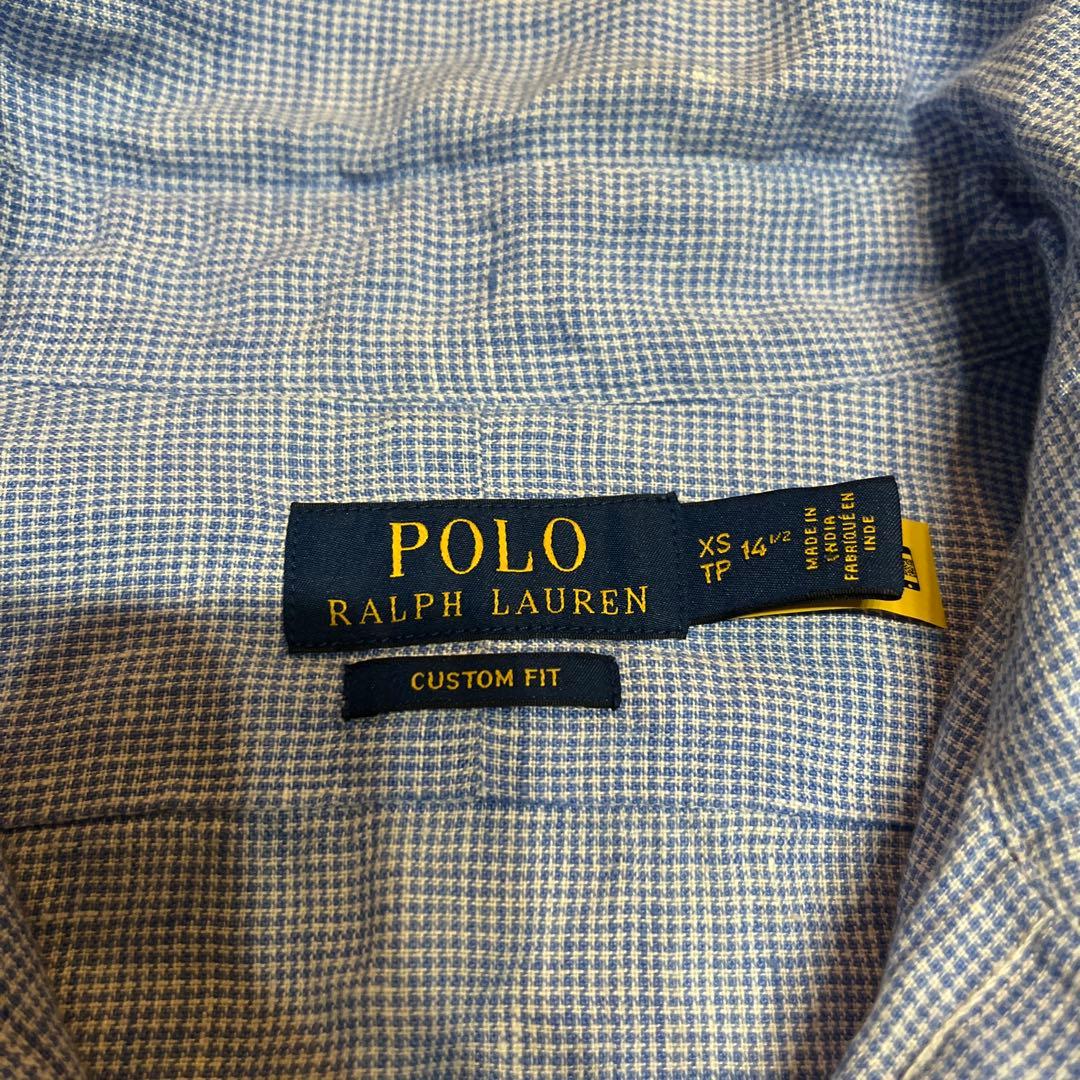 POLO
RALPH LAUREN
CUSTOM FIT
XS
TP
14 1/2
MADE IN
INDIA
FABRIQUÉ EN
INDE